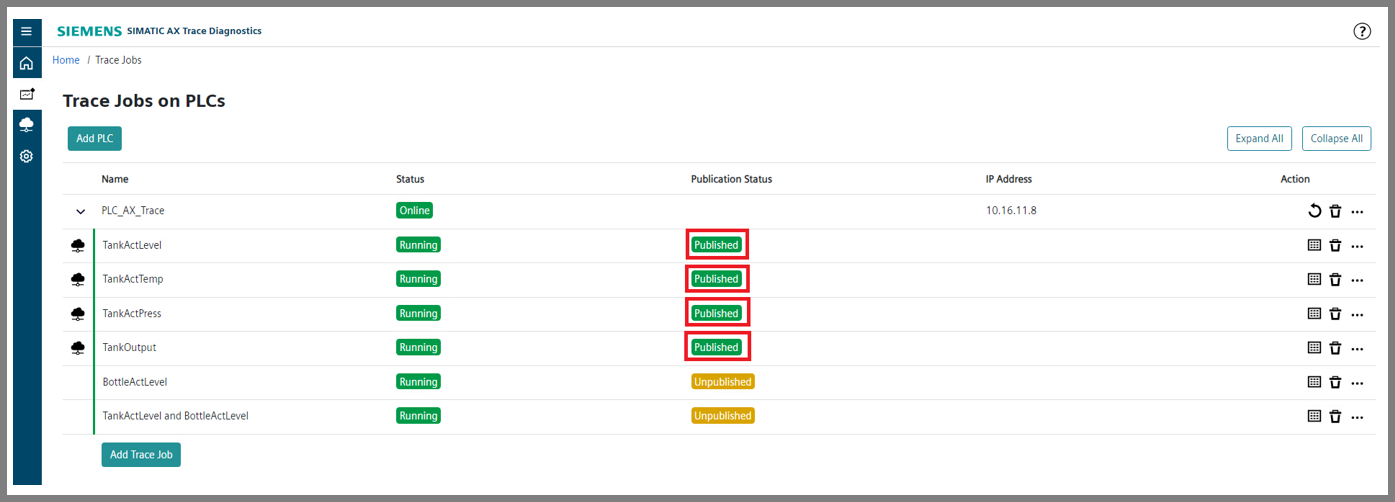 SIEMENS SIMATIC AX Trace Diagnostics ?
Home / Trace Jobs
Trace Jobs on PLCs
Add PLC Expand All Collapse All
Name Status Publication Status IP Address Action
PLC_AX_Trace Online 10.16.11.8
TankActLevel Running Published
TankActTemp Running Published
TankActPress Running Published
TankOutput Running Published
BottleActLevel Running Unpublished
TankActLevel and BottleActLevel Running Unpublished
Add Trace Job